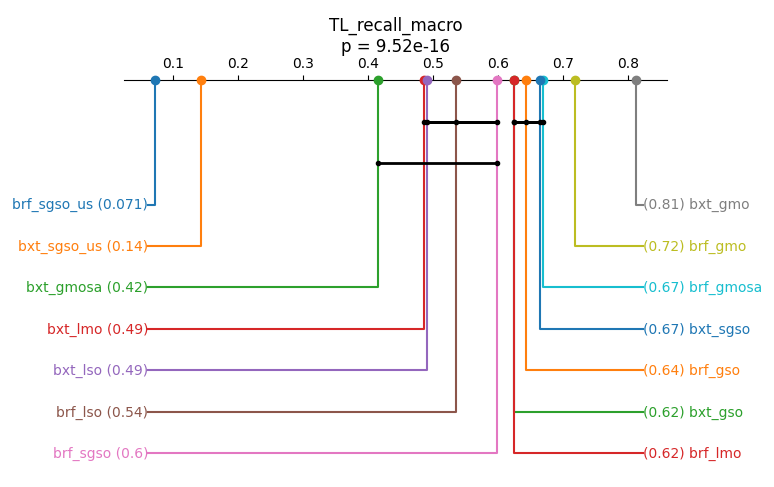 TL_recall_macro
p = 9.52e-16
0.1 0.2 0.3 0.4 0.5 0.6 0.7 0.8
brf_sgso_us (0.071) (0.81) bxt_gmo
bxt_sgso_us (0.14) (0.72) brf_gmo
bxt_gmosa (0.42) (0.67) brf_gmosa
bxt_lmo (0.49) (0.67) bxt_sgso
bxt_lso (0.49) (0.64) brf_gso
brf_lso (0.54) (0.62) bxt_gso
brf_sgso (0.6) (0.62) brf_lmo